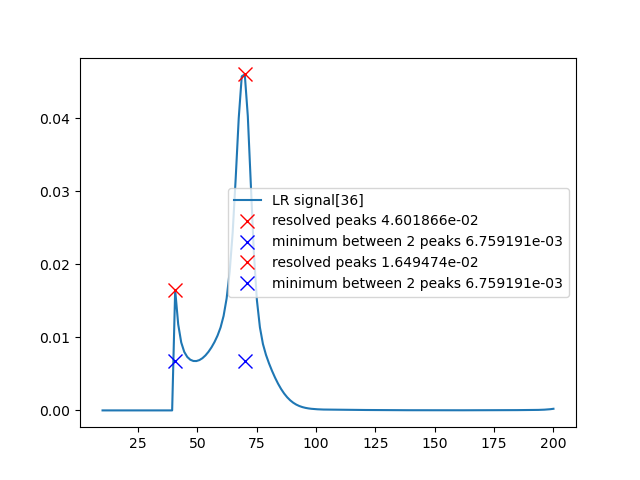 0.04
0.03
0.02
0.01
0.00
LR signal[36]
resolved peaks 4.601866e-02
minimum between 2 peaks 6.759191e-03
resolved peaks 1.649474e-02
minimum between 2 peaks 6.759191e-03
25 50 75 100 125 150 175 200